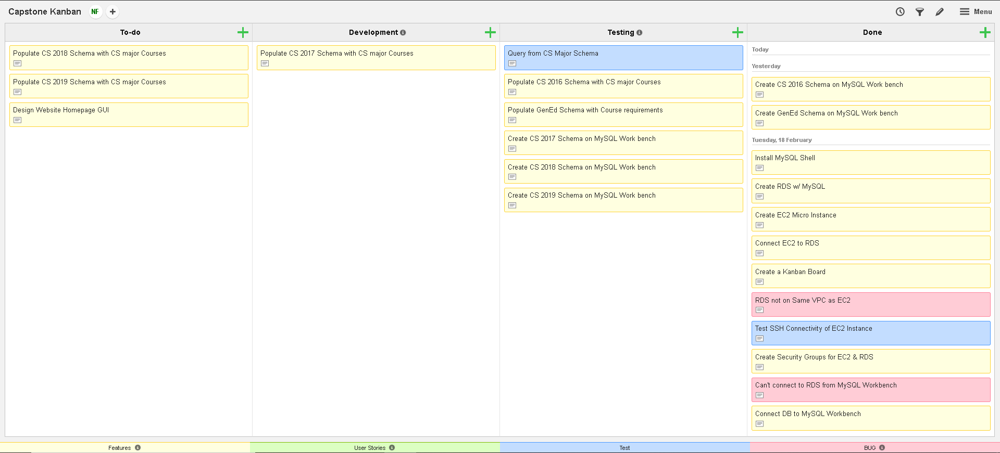 Capstone Kanban NF Menu
To-do
Populate CS 2018 Schema with CS major Courses
Populate CS 2019 Schema with CS major Courses
Design Website Homepage GUI
Development
Populate CS 2017 Schema with CS major Courses
Testing
Query from CS Major Schema
Populate CS 2016 Schema with CS major Courses
Populate GenEd Schema with Course requirements
Create CS 2017 Schema on MySQL Work bench
Create CS 2018 Schema on MySQL Work bench
Create CS 2019 Schema on MySQL Work bench
Done
Today
Yesterday
Create CS 2016 Schema on MySQL Work bench
Create GenEd Schema on MySQL Work bench
Tuesday, 18 February
Install MySQL Shell
Create RDS w/ MySQL
Create EC2 Micro Instance
Connect EC2 to RDS
Create a Kanban Board
RDS not on Same VPC as EC2
Test SSH Connectivity of EC2 Instance
Create Security Groups for EC2 & RDS
Can't connect to RDS from MySQL Workbench
Connect DB to MySQL Workbench
Features
User Stories
Test
BUG